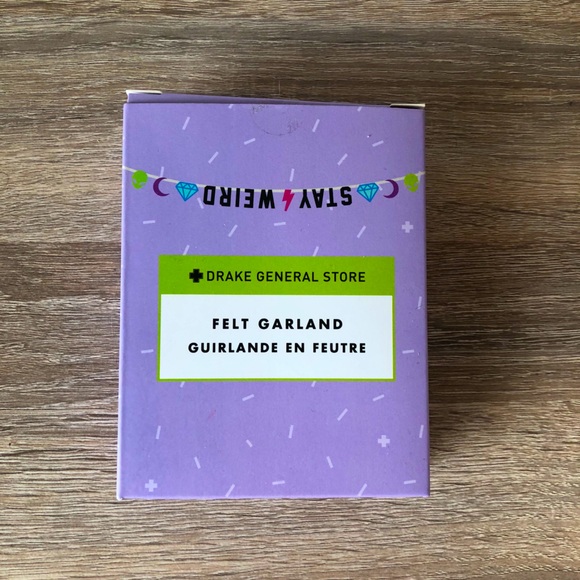 STAY WEIRD
DRAKE GENERAL STORE
FELT GARLAND
GUIRLANDE EN FEUTRE